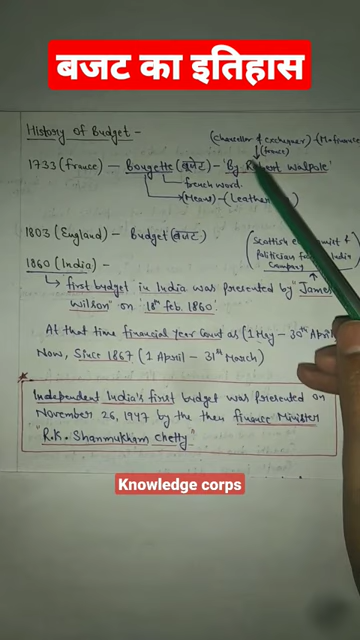 बजट का इतिहास
History of Budget -
(Chancellor of exchequer) - (M. finance
(france)
1733 (france) - Bougette (बुजेट) - 'By Robert walpole'
french word.
(Mean) - (Leather
1803 (England) - Budget (बजट)
(Scottish &
Politician f India
Company)
1860 (India)
first budget in India was presented by "James
Wilson" on '18th feb. 1860'
At that time financial Year Count as (1 May - 30th April
Now, Since 1867 (1 April - 31st March)
Independent India's first budget was presented on
November 26, 1947 by the then finance Minister
"R.K. Shanmukham chetty"
Knowledge corps